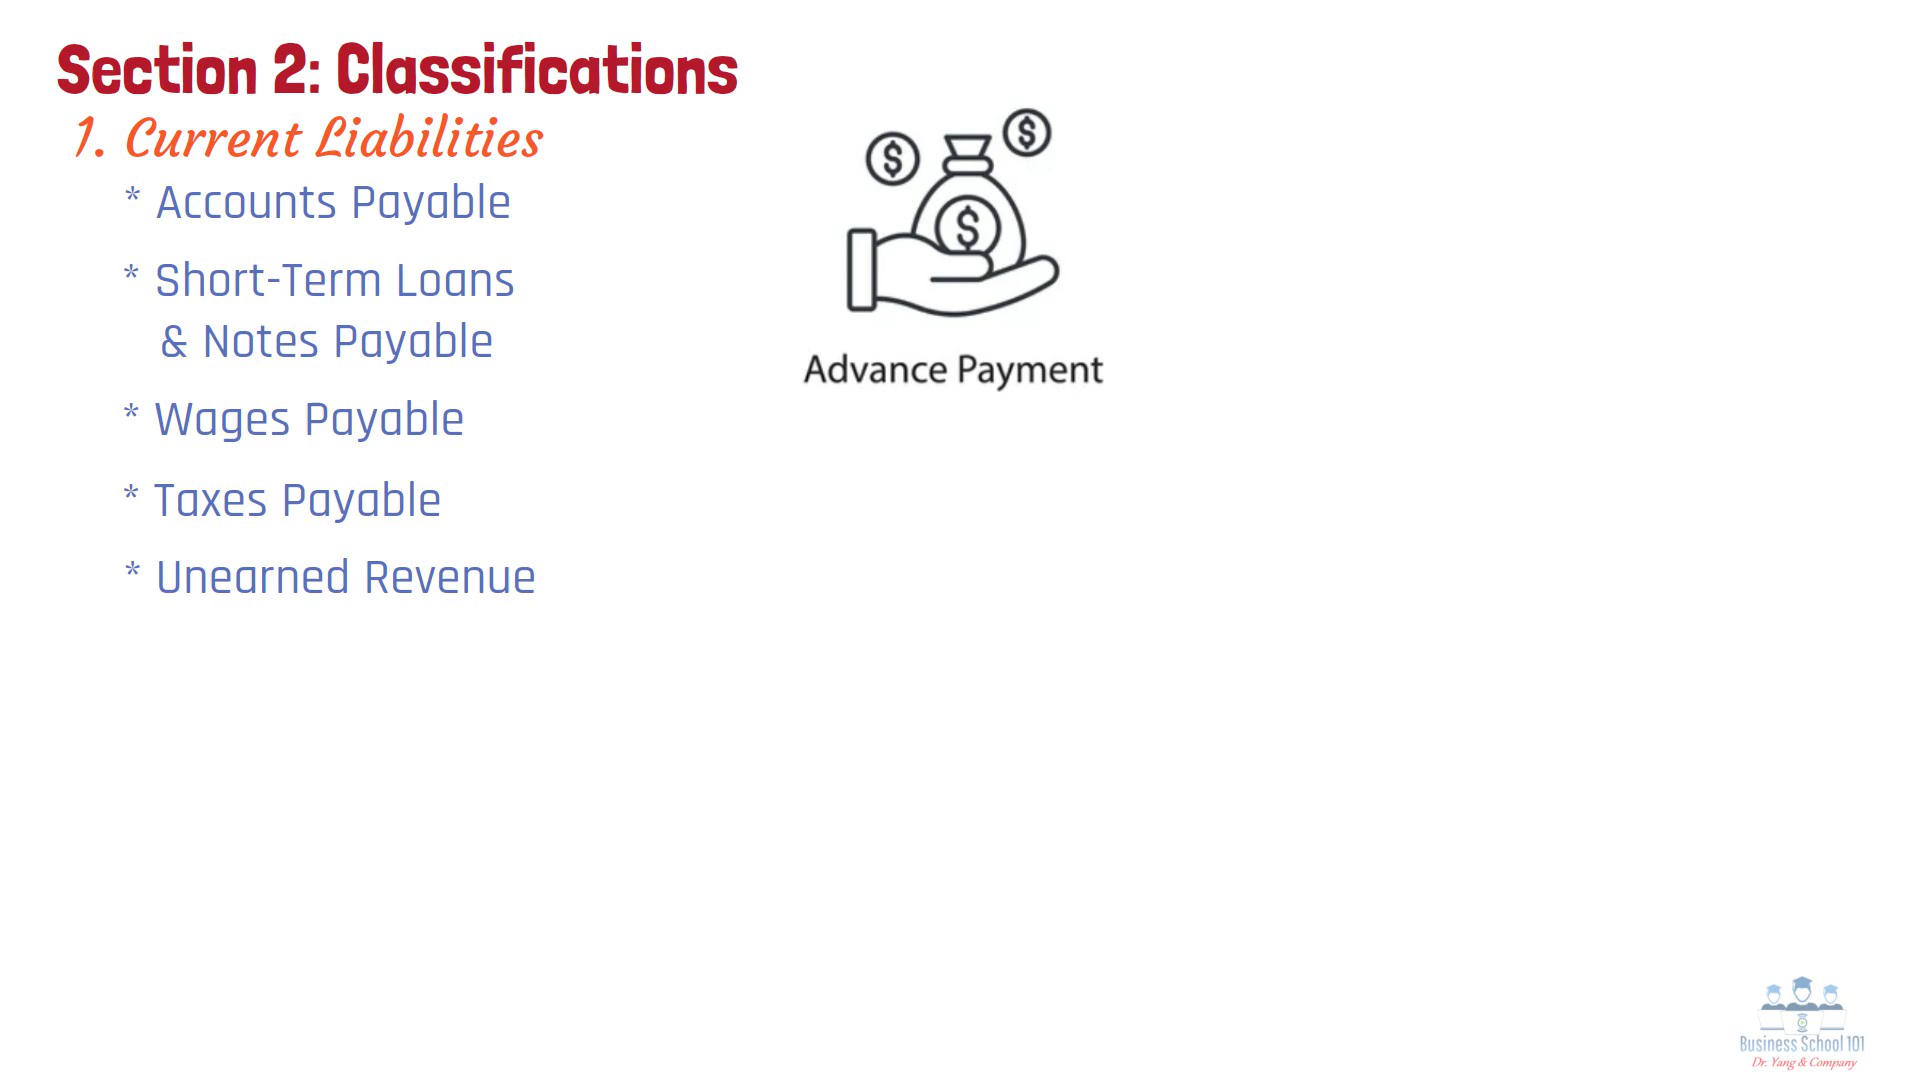 Section 2: Classifications
1. Current Liabilities
* Accounts Payable
* Short-Term Loans
& Notes Payable
* Wages Payable
* Taxes Payable
* Unearned Revenue
$
$
$
Advance Payment
Business School 101
Dr. Yang & Company